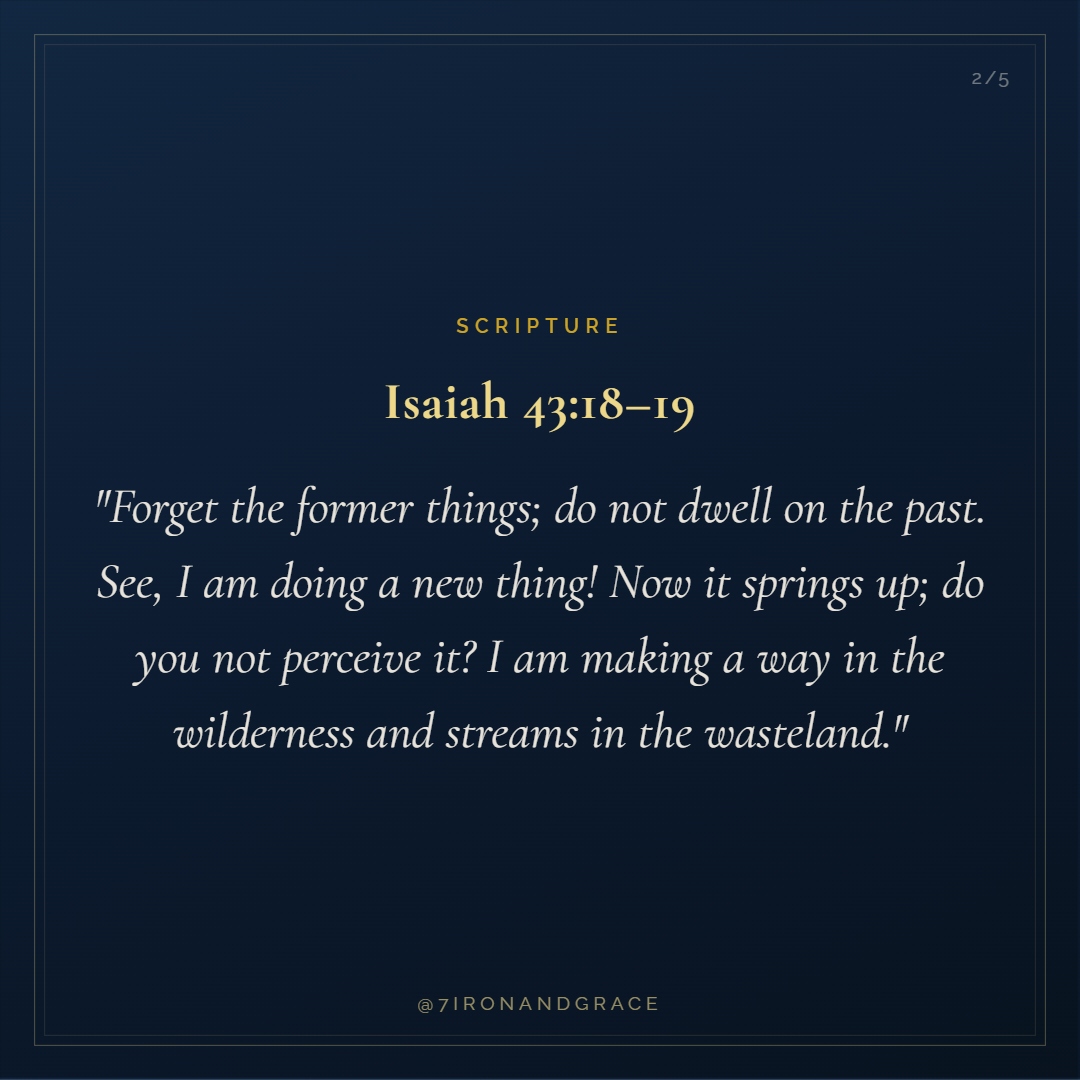 2/5
SCRIPTURE
Isaiah 43:18–19
"Forget the former things; do not dwell on the past.
See, I am doing a new thing! Now it springs up; do
you not perceive it? I am making a way in the
wilderness and streams in the wasteland."
@7IRONANDGRACE